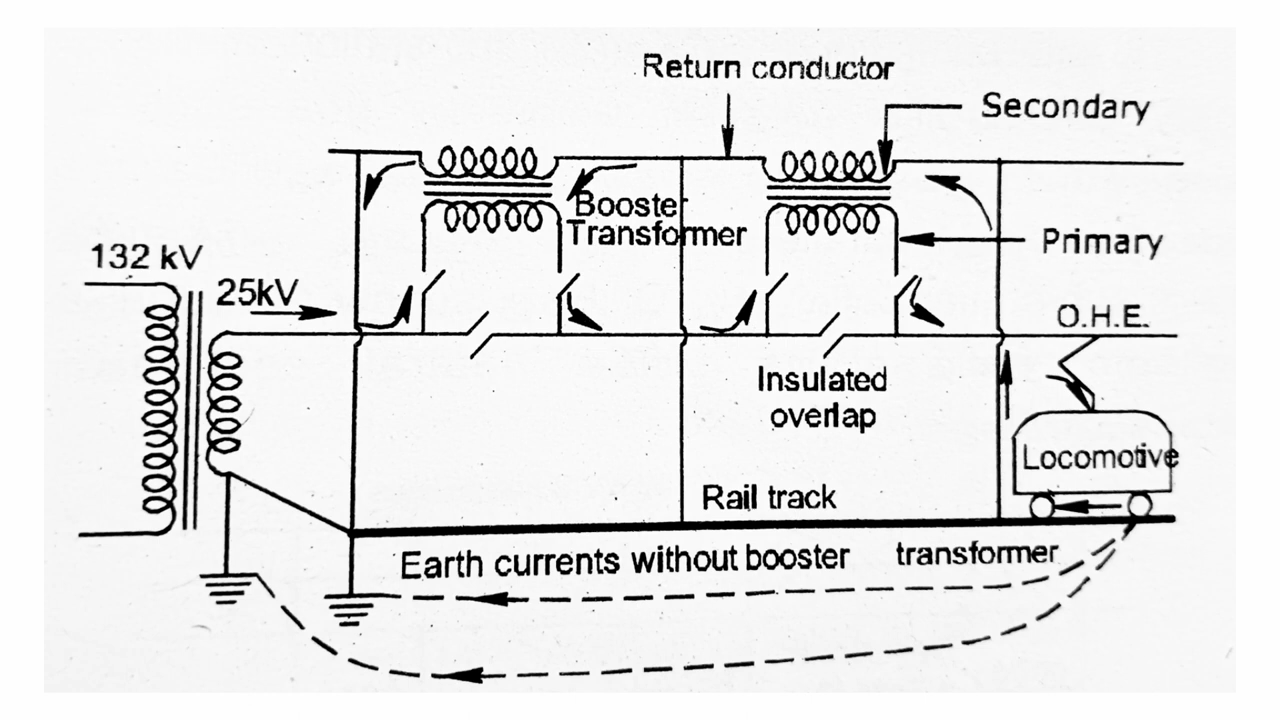 Return conductor
Secondary
Booster
Transformer
Primary
132 kV
25kV
O.H.E.
Insulated
overlap
Locomotive
Rail track
Earth currents without booster transformer